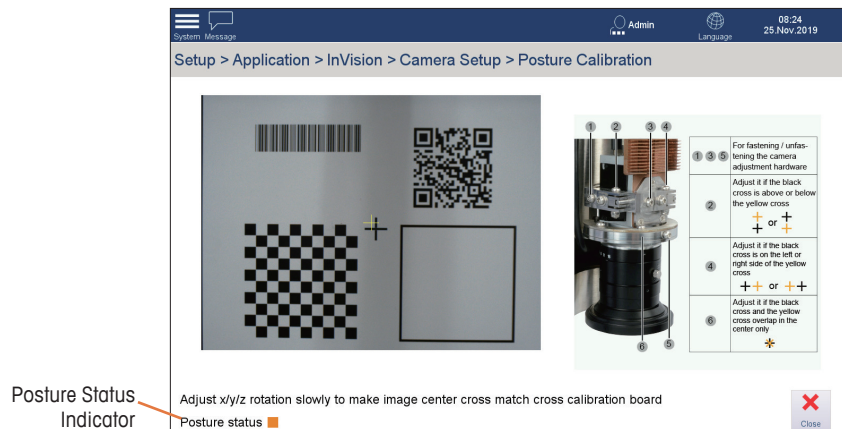 System Message
Admin
Language
08:24
25.Nov.2019
Setup > Application > InVision > Camera Setup > Posture Calibration
1 2 3 4
6 5
1 3 5
For fastening / unfas-
tening the camera
adjustment hardware
2
Adjust it if the black
cross is above or below
the yellow cross
or
4
Adjust it if the black
cross is on the left or
right side of the yellow
cross
or
6
Adjust it if the black
cross and the yellow
cross overlap in the
center only
Adjust x/y/z rotation slowly to make image center cross match cross calibration board
Posture status
Close
Posture Status
Indicator